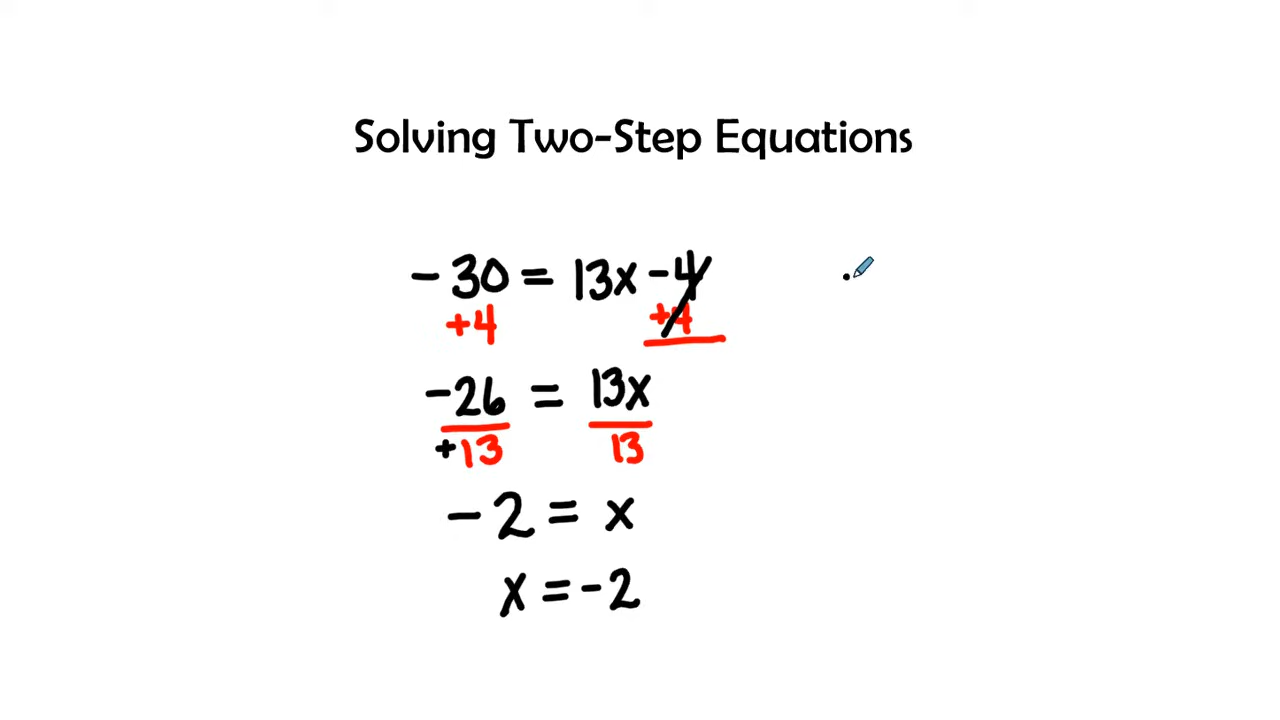 Solving Two-Step Equations
-30 = 13x -4
+4 +4
-26 = 13x
+13 13
-2 = x
x = -2